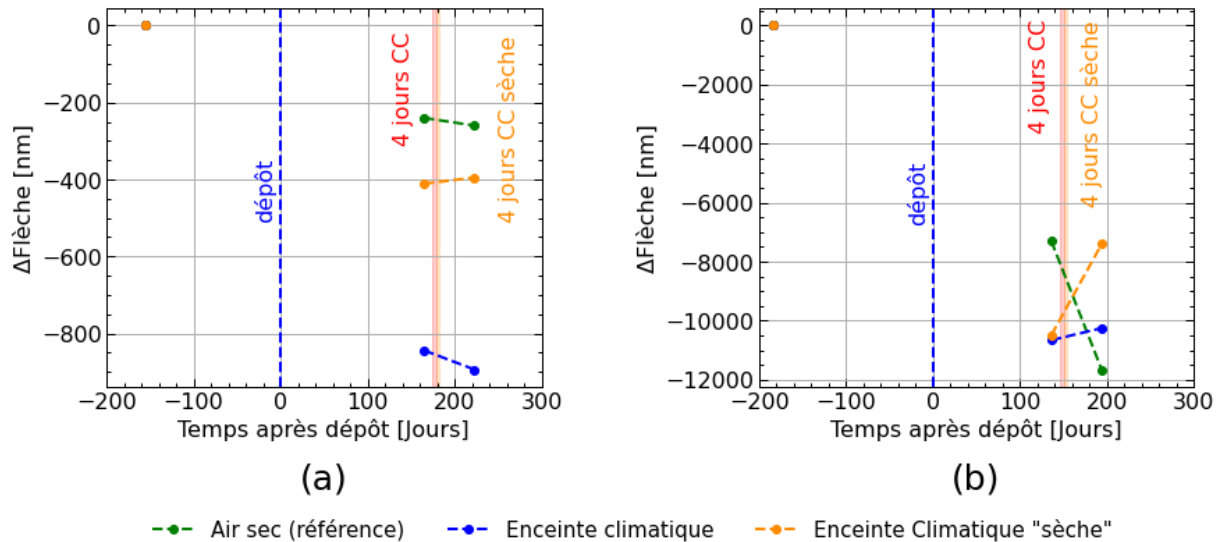 0
−200
−400
−600
−800
ΔFlèche [nm]
−200 −100 0 100 200 300
Temps après dépôt [Jours]
dépôt
4 jours CC
4 jours CC sèche
(a)
0
−2000
−4000
−6000
−8000
−10000
−12000
ΔFlèche [nm]
−200 −100 0 100 200 300
Temps après dépôt [Jours]
dépôt
4 jours CC
4 jours CC sèche
(b)
Air sec (référence) Enceinte climatique Enceinte Climatique "sèche"